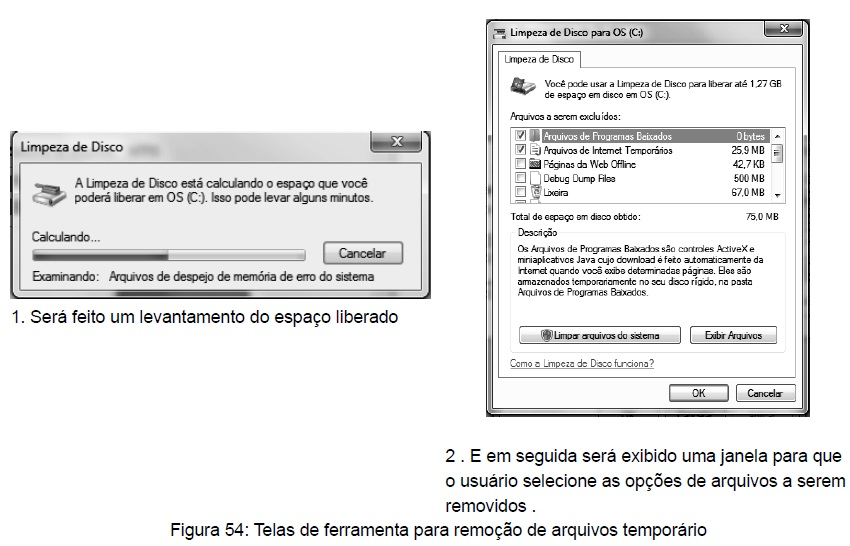 Limpeza de Disco
A Limpeza de Disco está calculando o espaço que você
poderá liberar em OS (C:). Isso pode levar alguns minutos.
Calculando...
Cancelar
Examinando: Arquivos de despejo de memória de erro do sistema
1. Será feito um levantamento do espaço liberado
Limpeza de Disco para OS (C:)
Limpeza de Disco
Você pode usar a Limpeza de Disco para liberar até 1,27 GB
de espaço em disco em OS (C:).
Arquivos a serem excluídos:
Arquivos de Programas Baixados 0 bytes
Arquivos de Internet Temporários 25,9 MB
Páginas da Web Offline 42,7 KB
Debug Dump Files 500 MB
Lixeira 67,0 MB
Total de espaço em disco obtido: 75,0 MB
Descrição
Os Arquivos de Programas Baixados são controles ActiveX e
miniaplicativos Java cujo download é feito automaticamente da
Internet quando você exibe determinadas páginas. Eles são
armazenados temporariamente no seu disco rígido, na pasta
Arquivos de Programas Baixados.
Limpar arquivos do sistema Exibir Arquivos
Como a Limpeza de Disco funciona?
OK Cancelar
2 . E em seguida será exibido uma janela para que
o usuário selecione as opções de arquivos a serem
removidos .
Figura 54: Telas de ferramenta para remoção de arquivos temporário